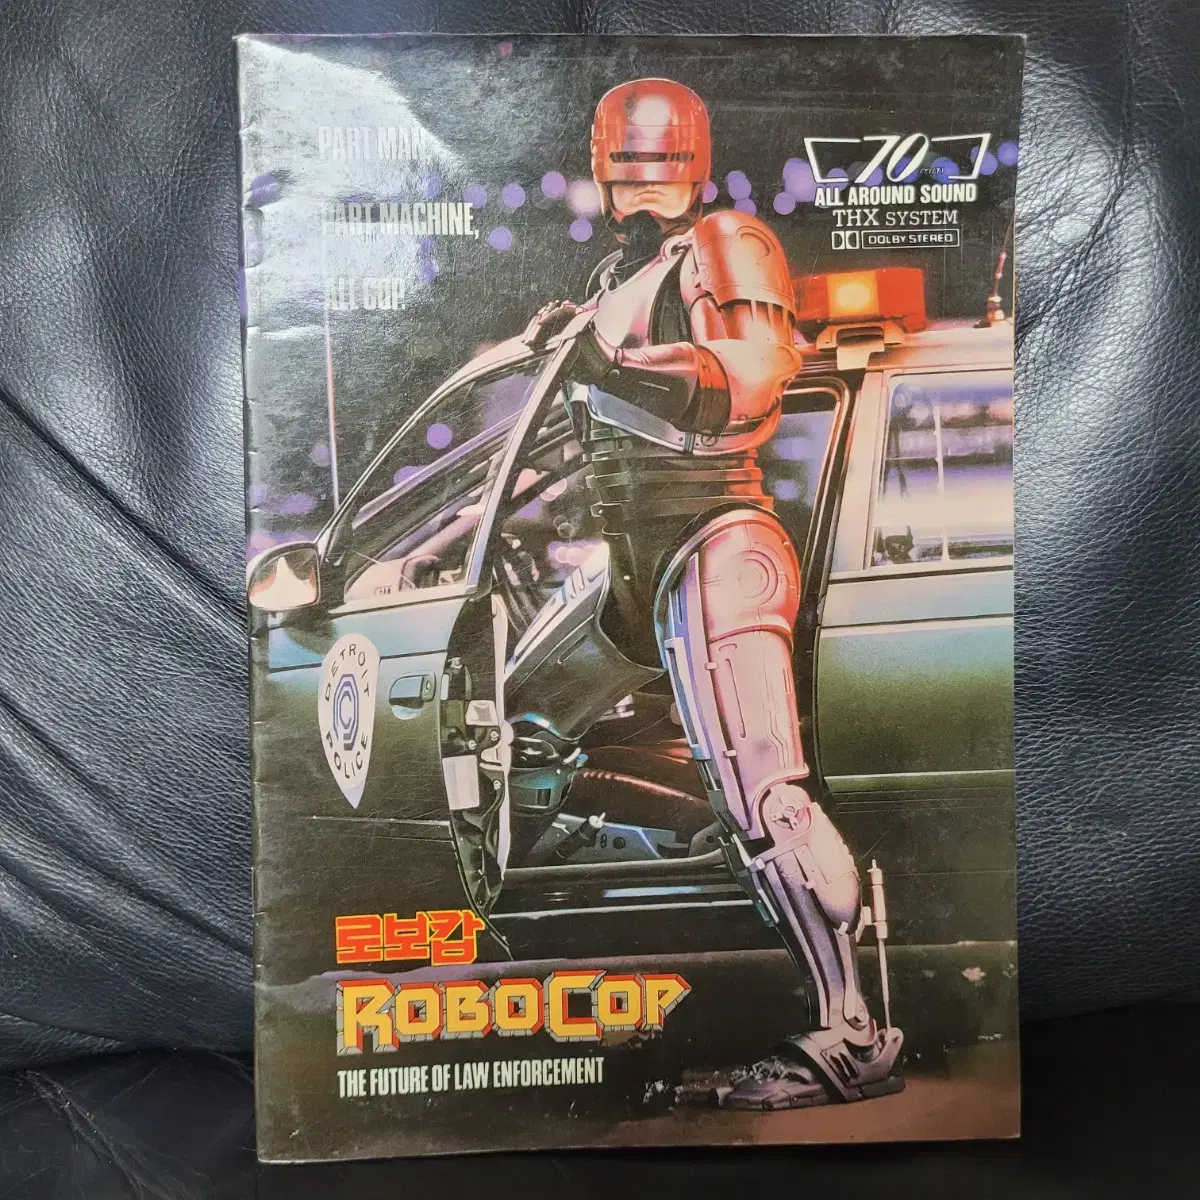 PART MAN,
PART MACHINE,
ALL COP.
70
ALL AROUND SOUND
THX SYSTEM
DOLBY STEREO
DETROIT
POLICE
로보캅
ROBOCOP
THE FUTURE OF LAW ENFORCEMENT